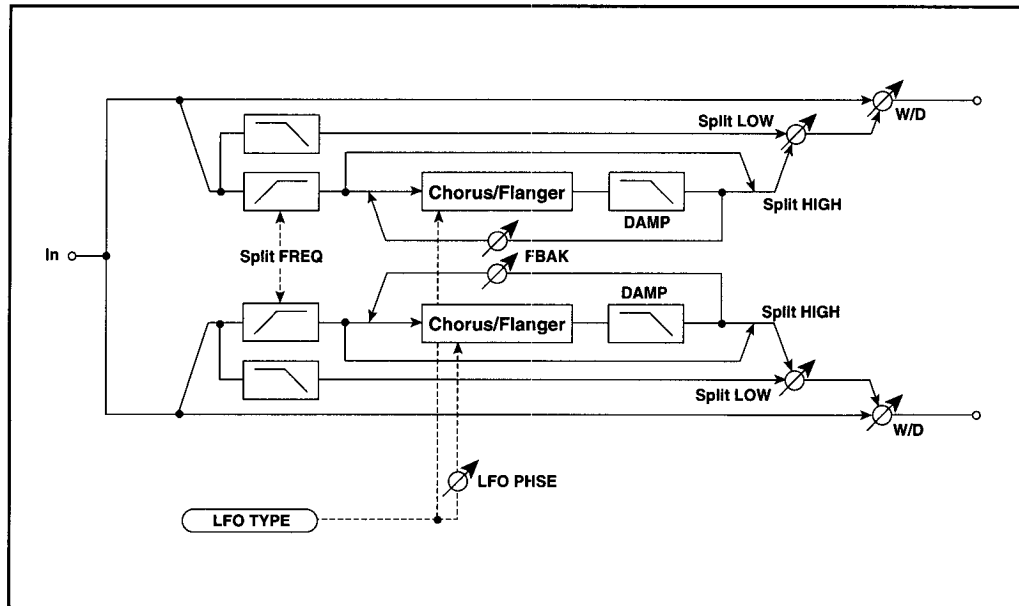 W/D
Split LOW
Chorus/Flanger
Split HIGH
DAMP
In
Split FREQ
FBAK
DAMP
Split HIGH
Chorus/Flanger
Split LOW
W/D
LFO PHSE
LFO TYPE